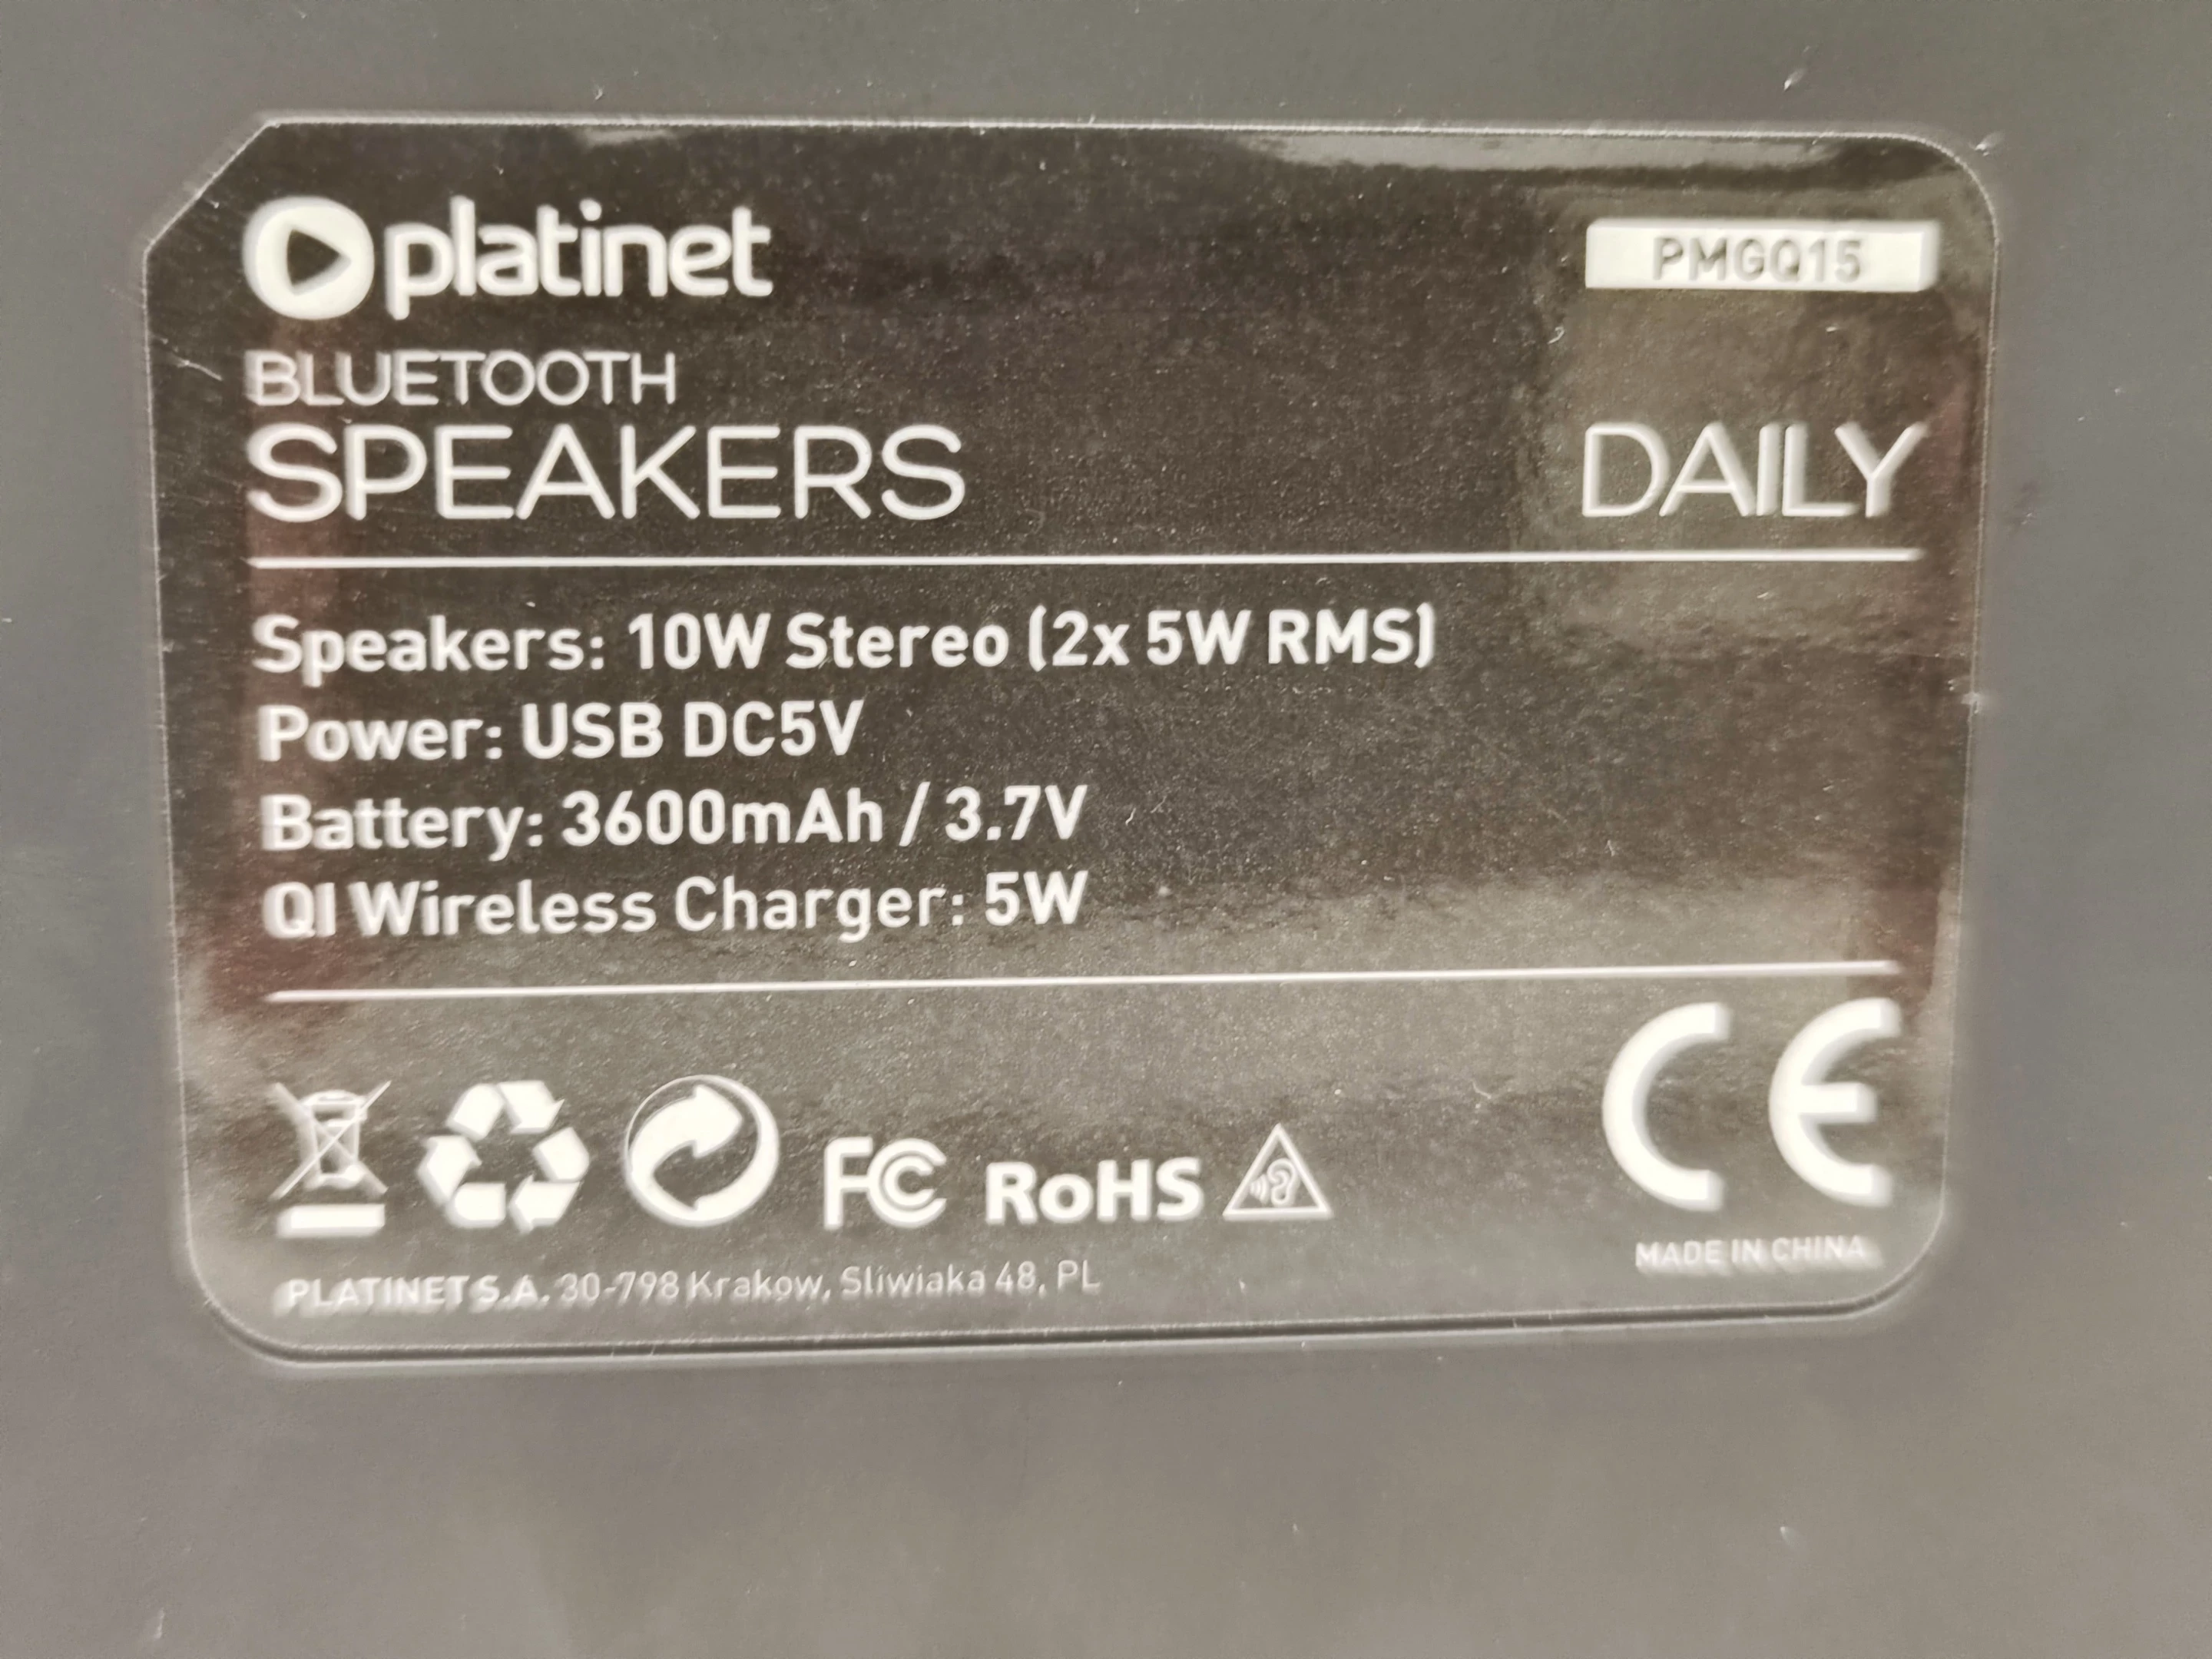 platinet
PMGQ15
BLUETOOTH
SPEAKERS
DAILY
Speakers: 10W Stereo (2x 5W RMS)
Power: USB DC5V
Battery: 3600mAh / 3.7V
QI Wireless Charger: 5W
FC RoHS
CE
MADE IN CHINA
PLATINET S.A. 30-798 Krakow, Sliwiaka 48, PL